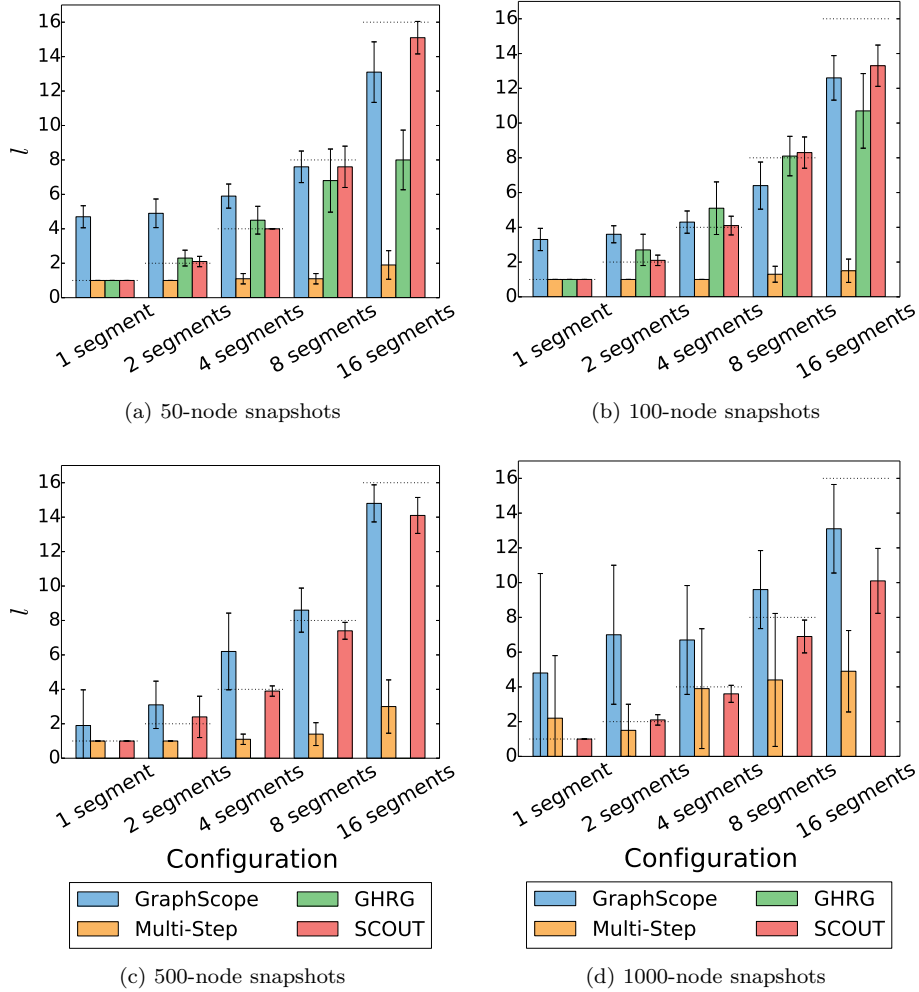 16
14
12
10
8
6
4
2
0
l
1 segment
2 segments
4 segments
8 segments
16 segments
(a) 50-node snapshots
16
14
12
10
8
6
4
2
0
1 segment
2 segments
4 segments
8 segments
16 segments
(b) 100-node snapshots
16
14
12
10
8
6
4
2
0
l
1 segment
2 segments
4 segments
8 segments
16 segments
Configuration
GraphScope
GHRG
Multi-Step
SCOUT
(c) 500-node snapshots
16
14
12
10
8
6
4
2
0
1 segment
2 segments
4 segments
8 segments
16 segments
Configuration
GraphScope
GHRG
Multi-Step
SCOUT
(d) 1000-node snapshots